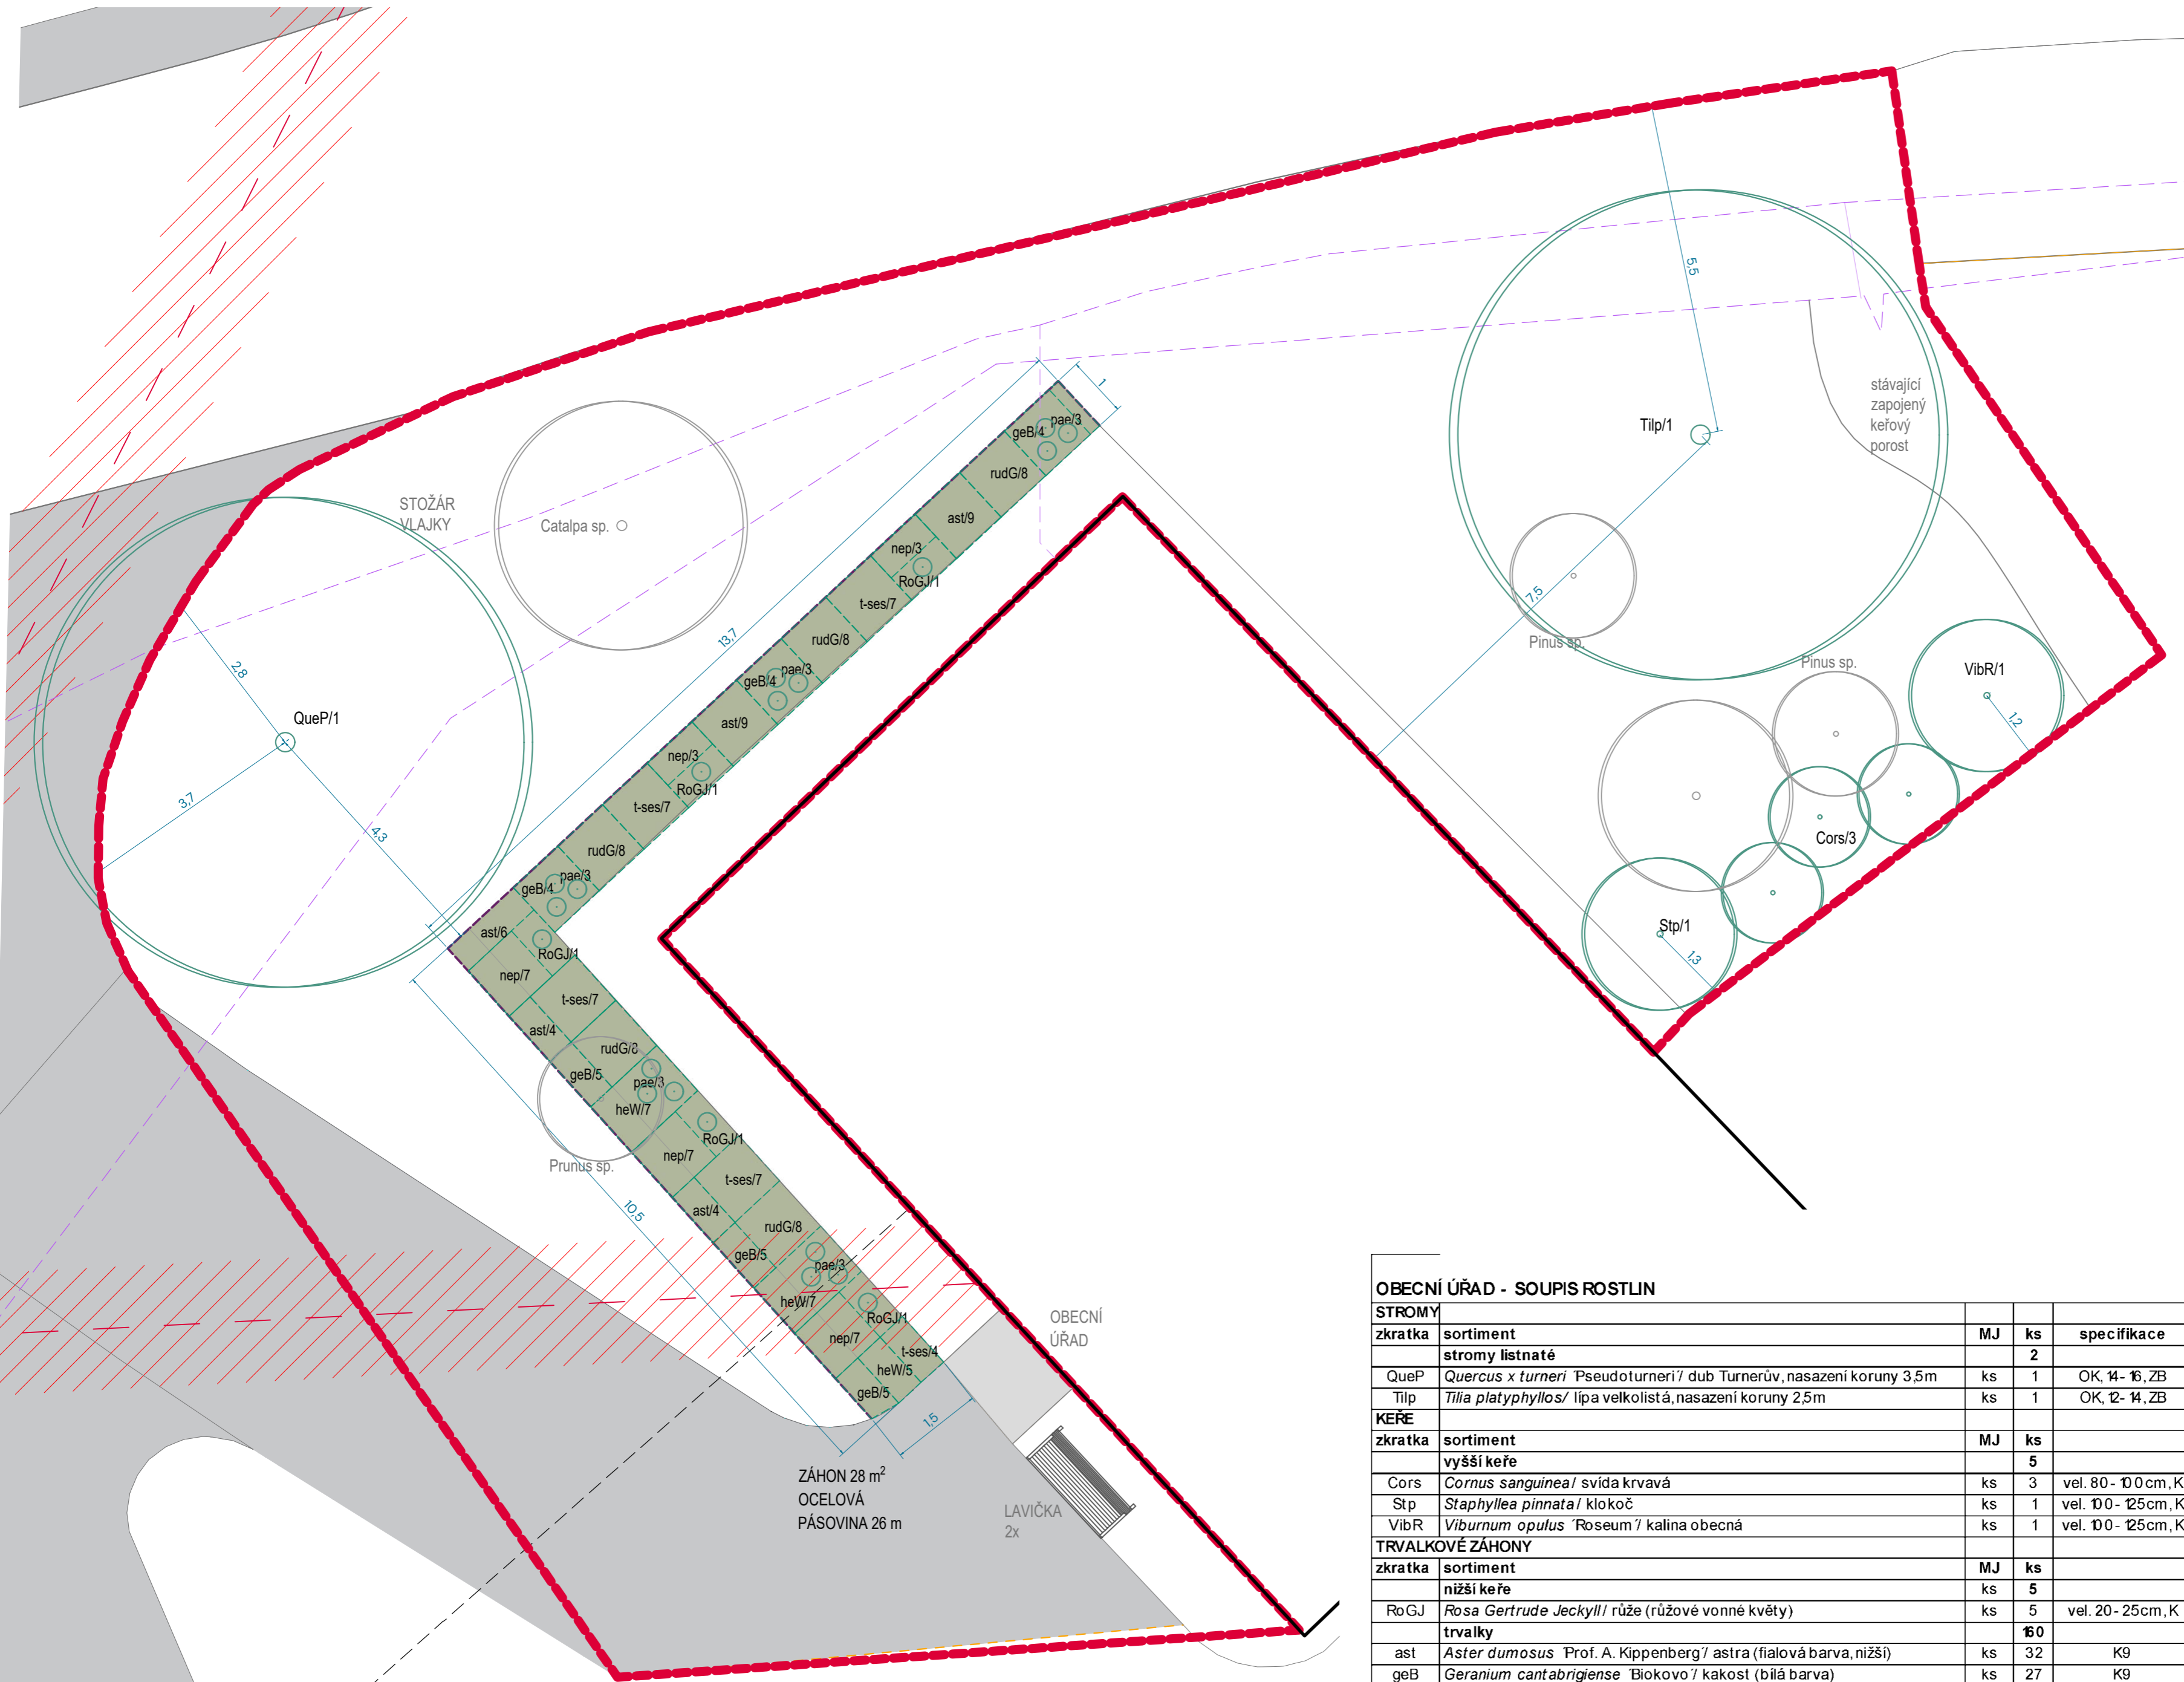 5,5
1
stávající
zapojený
keřový
porost
Tilp/1
pae/3
geB/4
rudG/8
STOŽÁR
VLAJKY
Catalpa sp.
ast/9
nep/3
RoGJ/1
t-ses/7
7,5
13,7
rudG/8
Pinus sp.
Pinus sp.
VibR/1
2,8
pae/3
geB/4
QueP/1
ast/9
1,2
nep/3
RoGJ/1
3,7
t-ses/7
4,3
Cors/3
rudG/8
pae/3
geB/4
Stp/1
ast/6
RoGJ/1
1,3
nep/7
t-ses/7
ast/4
rudG/8
geB/5
pae/3
heW/7
RoGJ/1
Prunus sp.
nep/7
t-ses/7
10,5
ast/4
rudG/8
geB/5
pae/3
heW/7
RoGJ/1
OBECNÍ
ÚŘAD
nep/7
t-ses/4
heW/5
geB/5
1,5
ZÁHON 28 m²
OCELOVÁ
PÁSOVINA 26 m
LAVIČKA
2x
OBECNÍ ÚŘAD - SOUPIS ROSTLIN
STROMY
zkratka sortiment MJ ks specifikace
stromy listnaté 2
QueP Quercus x turneri ´Pseudoturneri´/ dub Turnerův, nasazení koruny 3,5m ks 1 OK, 14- 16, ZB
Tilp Tilia platyphyllos/ lípa velkolistá, nasazení koruny 2,5m ks 1 OK, 12- 14, ZB
KEŘE
zkratka sortiment MJ ks
vyšší keře 5
Cors Cornus sanguinea/ svída krvavá ks 3 vel. 80- 100cm, K
Stp Staphyllea pinnata/ klokoč ks 1 vel. 100- 125cm, K
VibR Viburnum opulus ´Roseum´/ kalina obecná ks 1 vel. 100- 125cm, K
TRVALKOVÉ ZÁHONY
zkratka sortiment MJ ks
nižší keře ks 5
RoGJ Rosa Gertrude Jeckyll/ růže (růžové vonné květy) ks 5 vel. 20- 25cm, K
trvalky 160
ast Aster dumosus ´Prof. A. Kippenberg´/ astra (fialová barva, nižší) ks 32 K9
geB Geranium cantabrigiense ´Biokovo´/ kakost (bílá barva) ks 27 K9